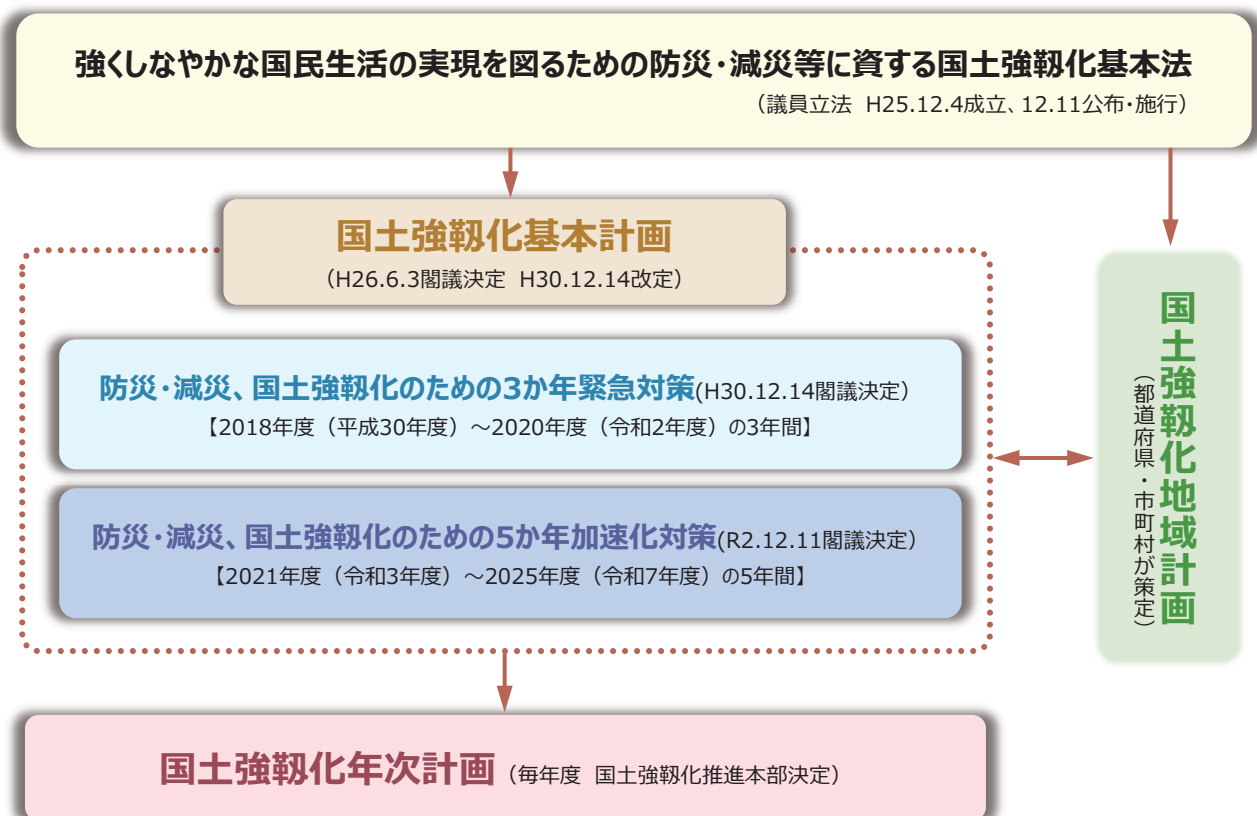 強くしなやかな国民生活の実現を図るための防災・減災等に資する国土強靱化基本法
（議員立法 H25.12.4成立、12.11公布・施行）
国土強靱化基本計画
（H26.6.3閣議決定 H30.12.14改定）
防災・減災、国土強靱化のための3か年緊急対策(H30.12.14閣議決定）
【2018年度（平成30年度）～2020年度（令和2年度）の3年間】
防災・減災、国土強靱化のための5か年加速化対策(R2.12.11閣議決定）
【2021年度（令和3年度）～2025年度（令和7年度）の5年間】
国土強靱化地域計画
（都道府県・市町村が策定）
国土強靱化年次計画（毎年度 国土強靱化推進本部決定）